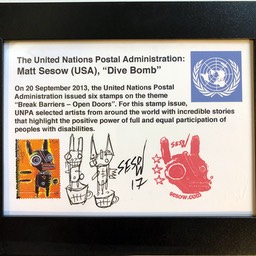 The United Nations Postal Administration:
Matt Sesow (USA), "Dive Bomb"
On 20 September 2013, the United Nations Postal
Administration issued six stamps on the theme
"Break Barriers – Open Doors". For this stamp issue,
UNPA selected artists from around the world with incredible stories
that highlight the positive power of full and equal participation of
peoples with disabilities.
SESOW
17
SESOW
sesow.com